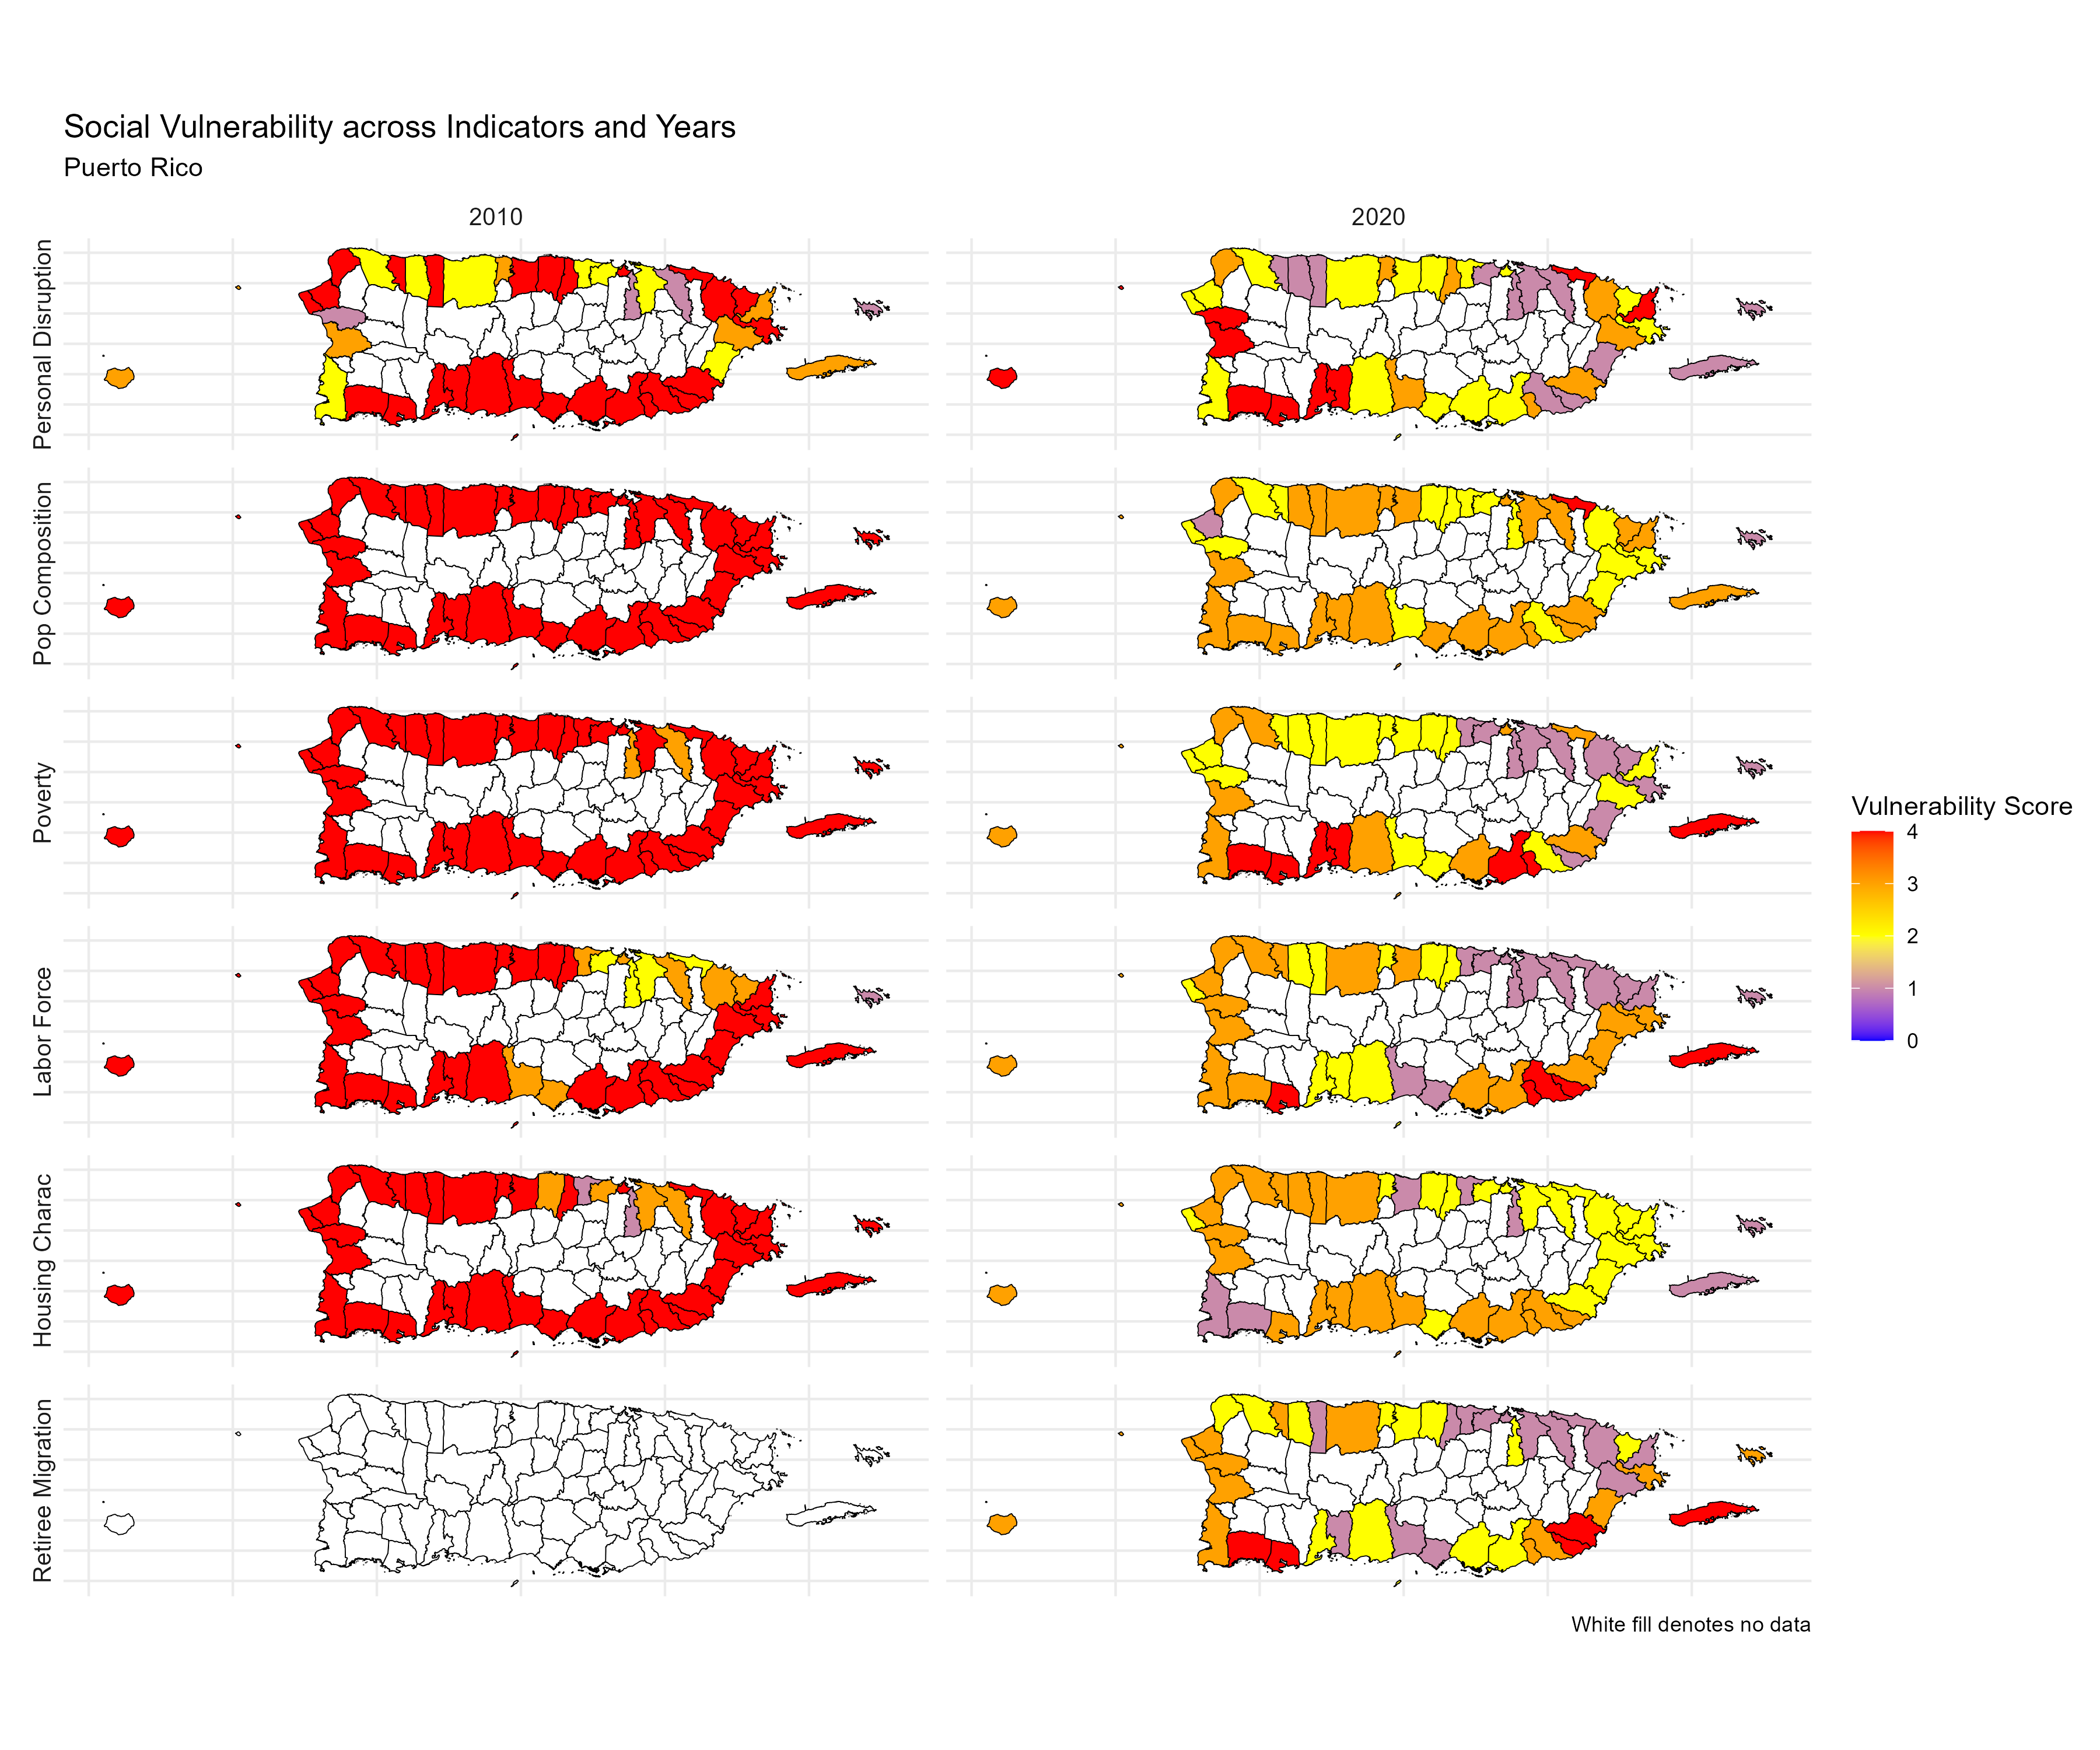 Social Vulnerability across Indicators and Years
Puerto Rico
2010
2020
Personal Disruption
Pop Composition
Poverty
Labor Force
Housing Charac
Retiree Migration
Vulnerability Score
4
3
2
1
0
White fill denotes no data